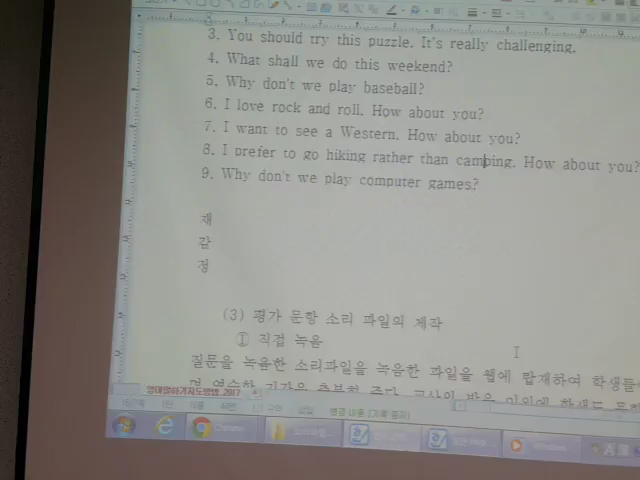 3. You should try this puzzle. It's really challenging.
4. What shall we do this weekend?
5. Why don't we play baseball?
6. I love rock and roll. How about you?
7. I want to see a Western. How about you?
8. I prefer to go hiking rather than camping. How about you?
9. Why don't we play computer games?
재
감
정
(3) 평가 문항 소리 파일의 제작
① 직접 녹음
질문을 녹음한 소리파일을 녹음한 파일을 웹에 탑재하여 학생들